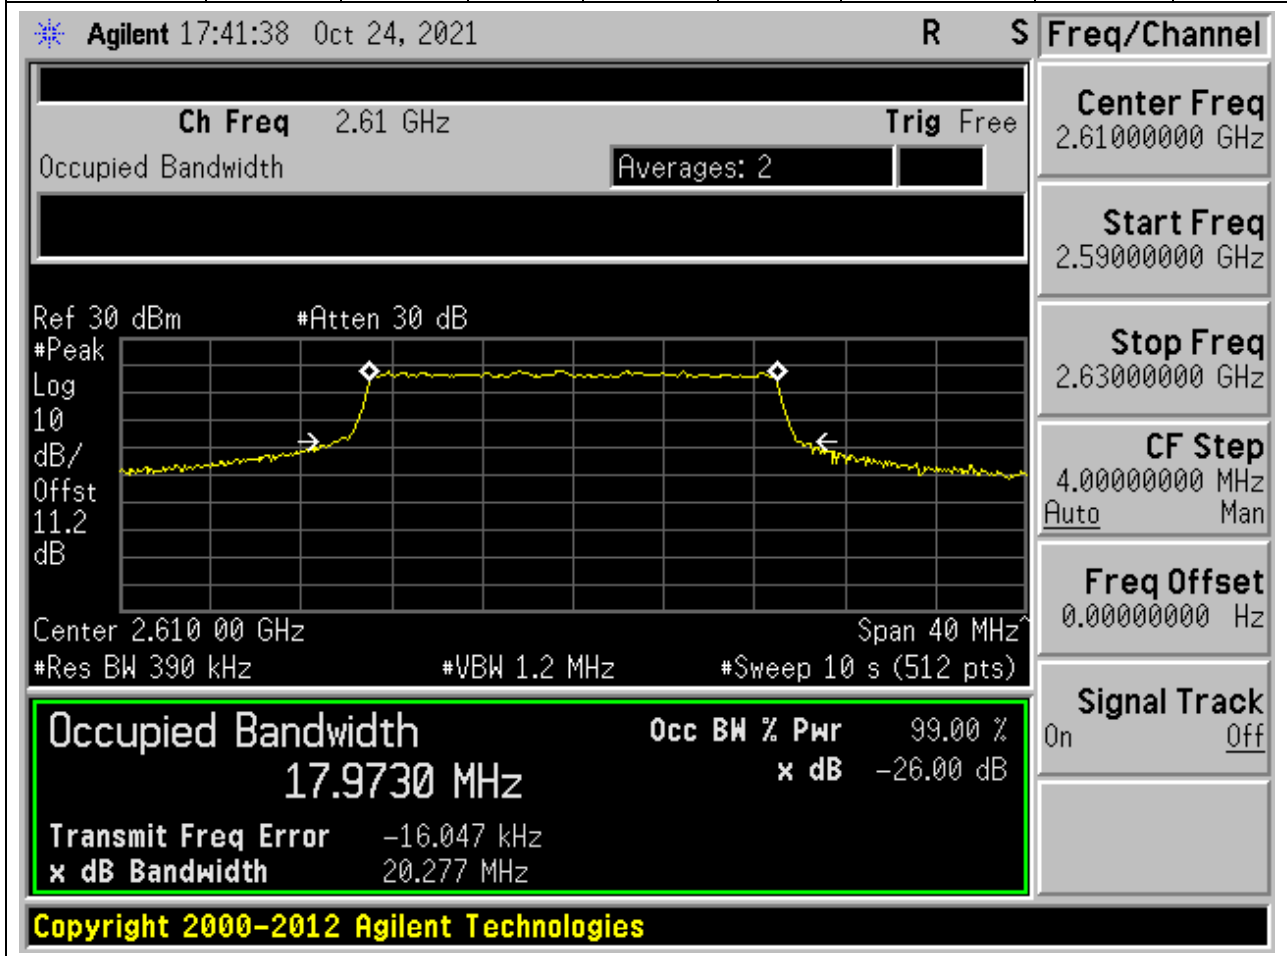 Agilent 17:41:38 Oct 24, 2021 R S
Ch Freq 2.61 GHz Trig Free
Occupied Bandwidth Averages: 2
Ref 30 dBm #Atten 30 dB
#Peak
Log
10
dB/
Offst
11.2
dB
Center 2.610 00 GHz Span 40 MHz^
#Res BW 390 kHz #VBW 1.2 MHz #Sweep 10 s (512 pts)
Occupied Bandwidth Occ BW % Pwr 99.00 %
17.9730 MHz x dB -26.00 dB
Transmit Freq Error -16.047 kHz
x dB Bandwidth 20.277 MHz
Copyright 2000-2012 Agilent Technologies
Freq/Channel
Center Freq
2.61000000 GHz
Start Freq
2.59000000 GHz
Stop Freq
2.63000000 GHz
CF Step
4.00000000 MHz
Auto Man
Freq Offset
0.00000000 Hz
Signal Track
On Off